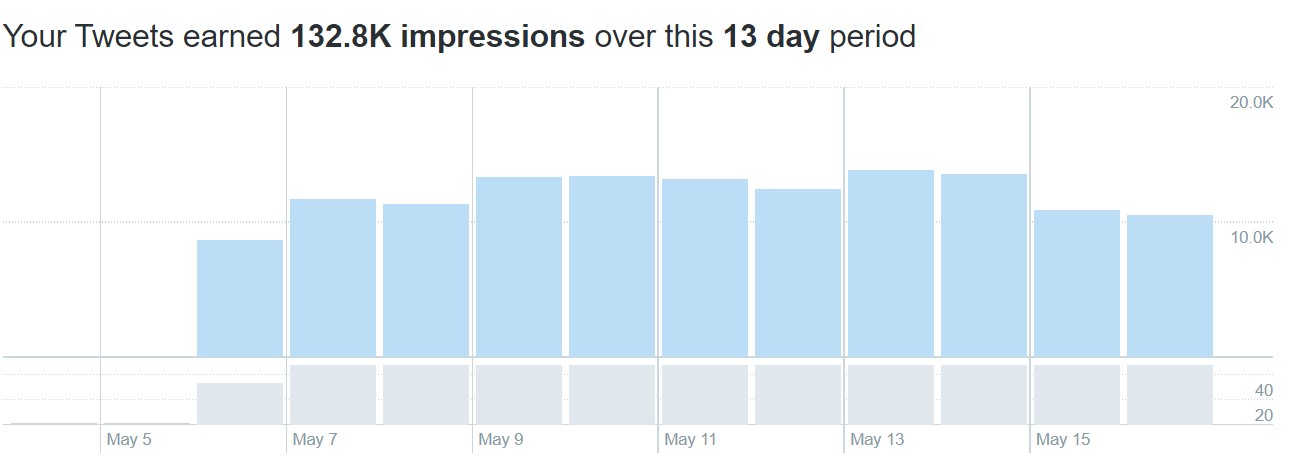 Your Tweets earned 132.8K impressions over this 13 day period
20.0K
10.0K
40
20
May 5
May 7
May 9
May 11
May 13
May 15